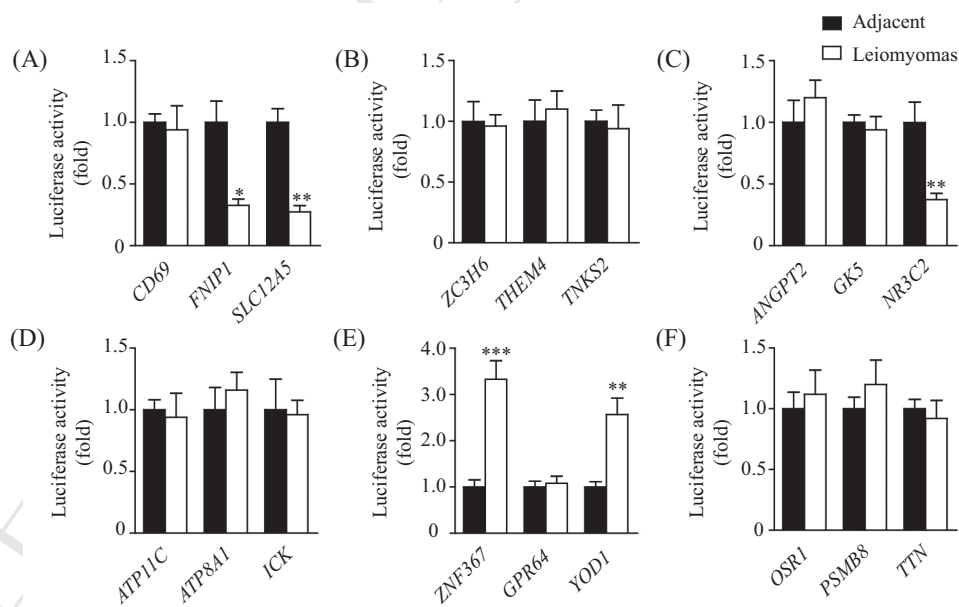 Adjacent
Leiomyomas
(A)
Luciferase activity
(fold)
1.5
1.0
0.5
0
*
**
CD69
FNIP1
SLC12A5
(B)
Luciferase activity
(fold)
1.5
1.0
0.5
0
ZC3H6
THEM4
TNKS2
(C)
Luciferase activity
(fold)
1.5
1.0
0.5
0
**
ANGPT2
GK5
NR3C2
(D)
Luciferase activity
(fold)
1.5
1.0
0.5
0
ATP11C
ATP8A1
ICK
(E)
Luciferase activity
(fold)
4.0
3.0
2.0
1.0
0
***
**
ZNF367
GPR64
YOD1
(F)
Luciferase activity
(fold)
1.5
1.0
0.5
0
OSR1
PSMB8
TTN